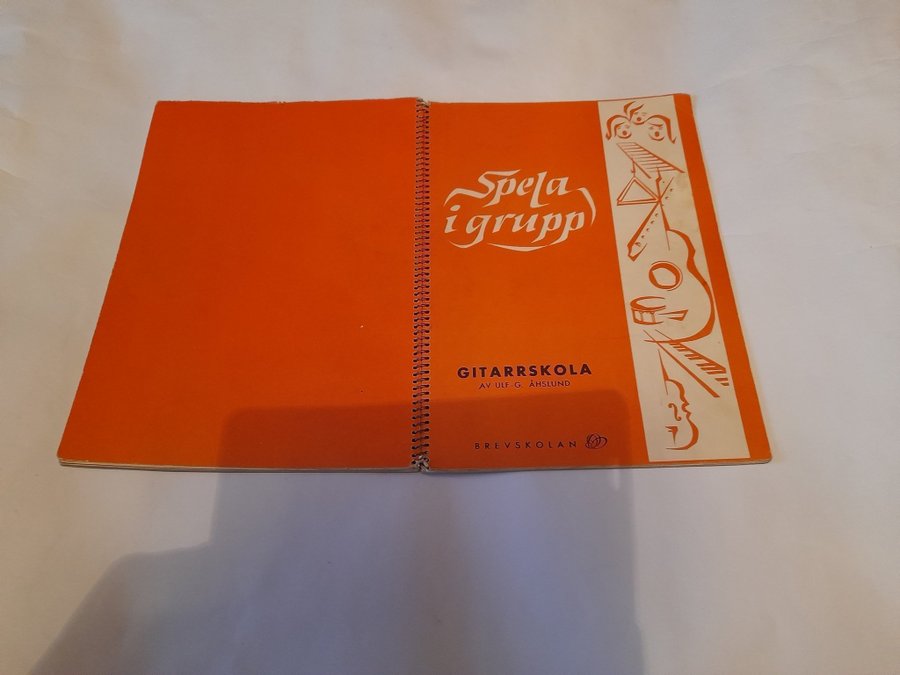 Spela
i grupp
GITARRSKOLA
AV ULF G. ÅHSLUND
BREVSKOLAN